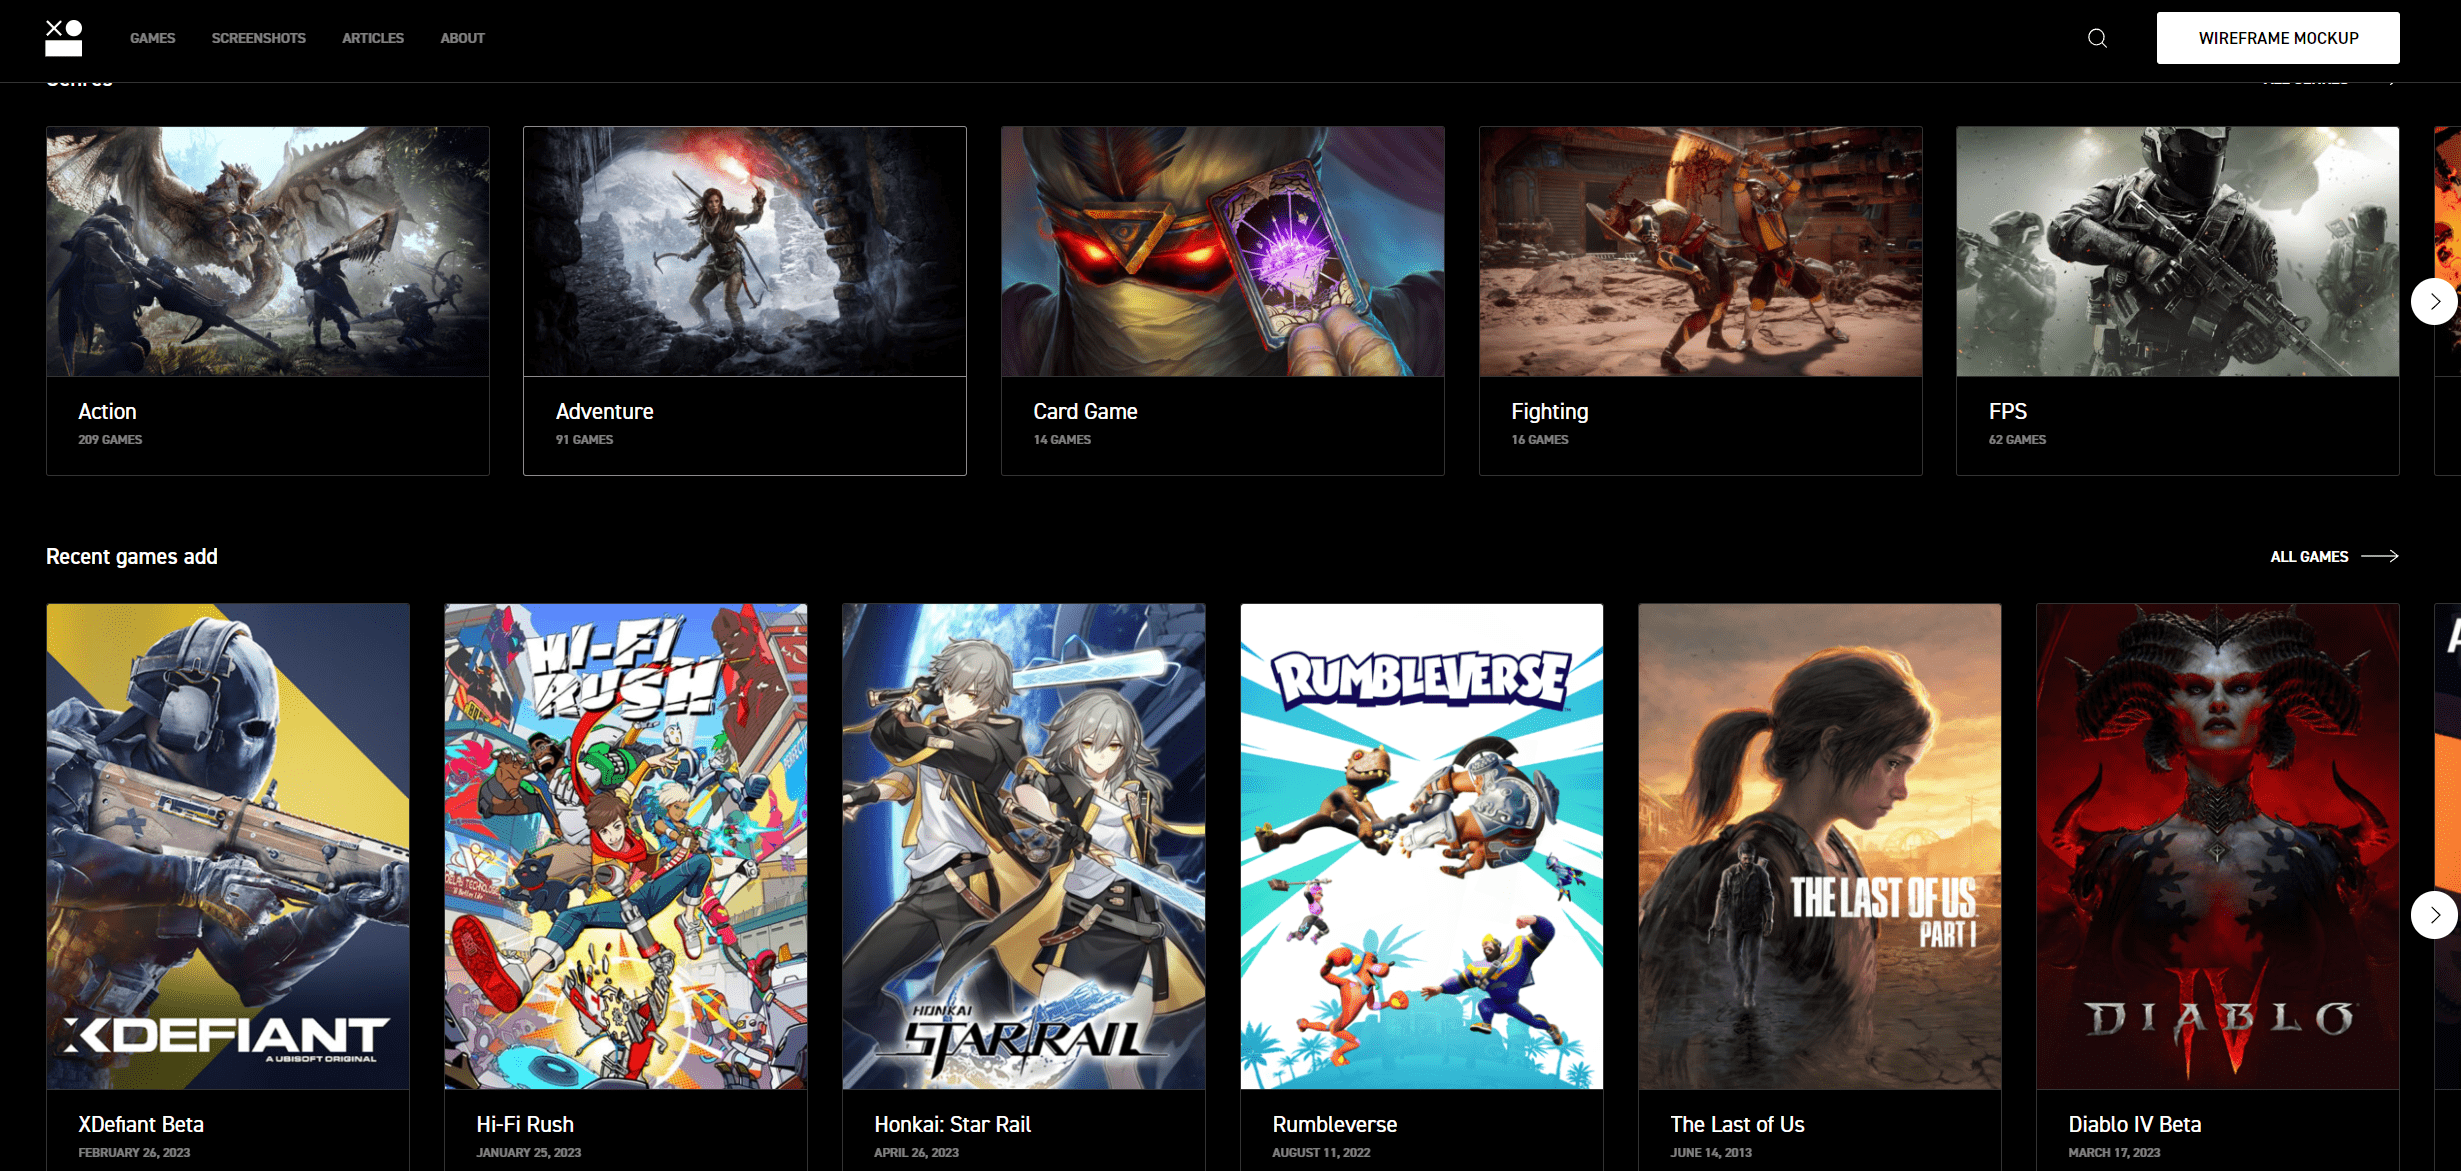 GAMES SCREENSHOTS ARTICLES ABOUT WIREFRAME MOCKUP
Genres
Action
209 GAMES
Adventure
91 GAMES
Card Game
14 GAMES
Fighting
16 GAMES
FPS
62 GAMES
Recent games add
ALL GAMES
XDEFIANT
A UBISOFT ORIGINAL
XDefiant Beta
FEBRUARY 26, 2023
HI-FI
RUSH
Hi-Fi Rush
JANUARY 25, 2023
HONKAI
STAR RAIL
Honkai: Star Rail
APRIL 26, 2023
RUMBLEVERSE
Rumbleverse
AUGUST 11, 2022
THE LAST OF US
PART I
The Last of Us
JUNE 14, 2013
DIABLO
IV
Diablo IV Beta
MARCH 17, 2023